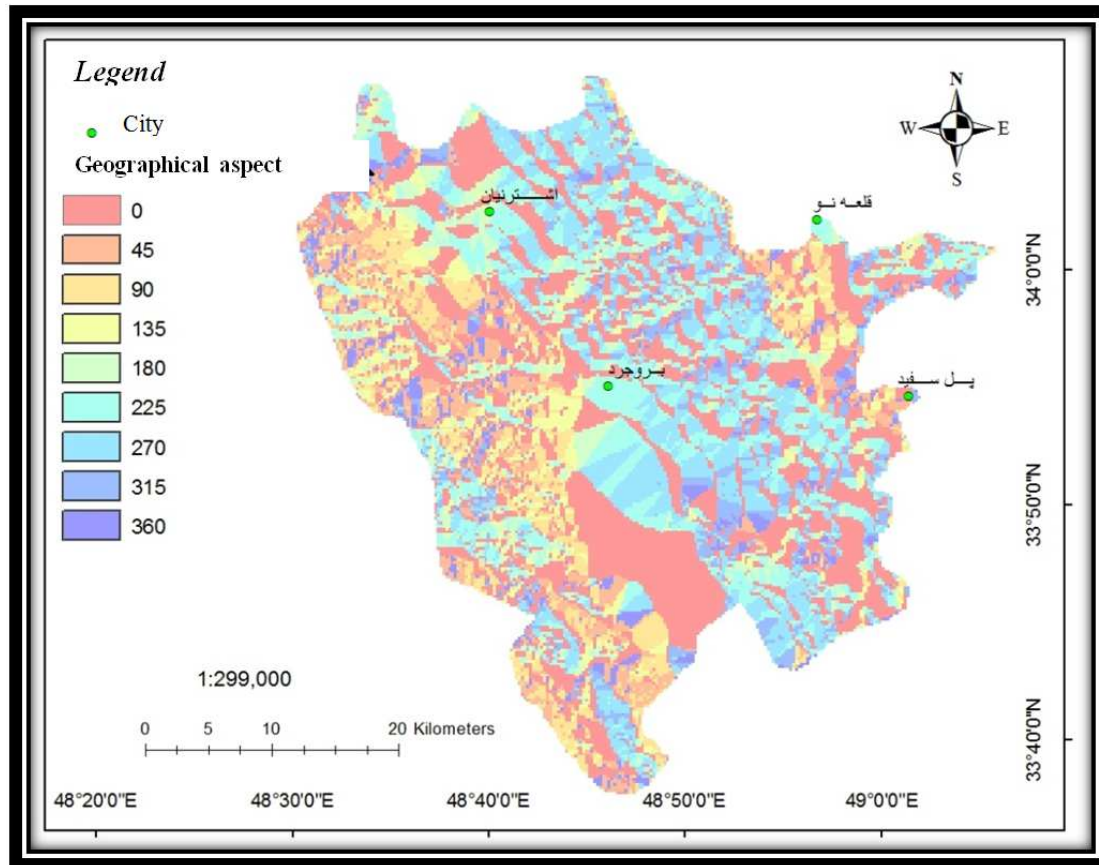 Legend
City
Geographical aspect
0
45
90
135
180
225
270
315
360
N
W E
S
اشترنیان
قلعه نو
بروجرد
پل سفید
34°0'0"N
33°50'0"N
33°40'0"N
1:299,000
0 5 10 20 Kilometers
48°20'0"E 48°30'0"E 48°40'0"E 48°50'0"E 49°0'0"E